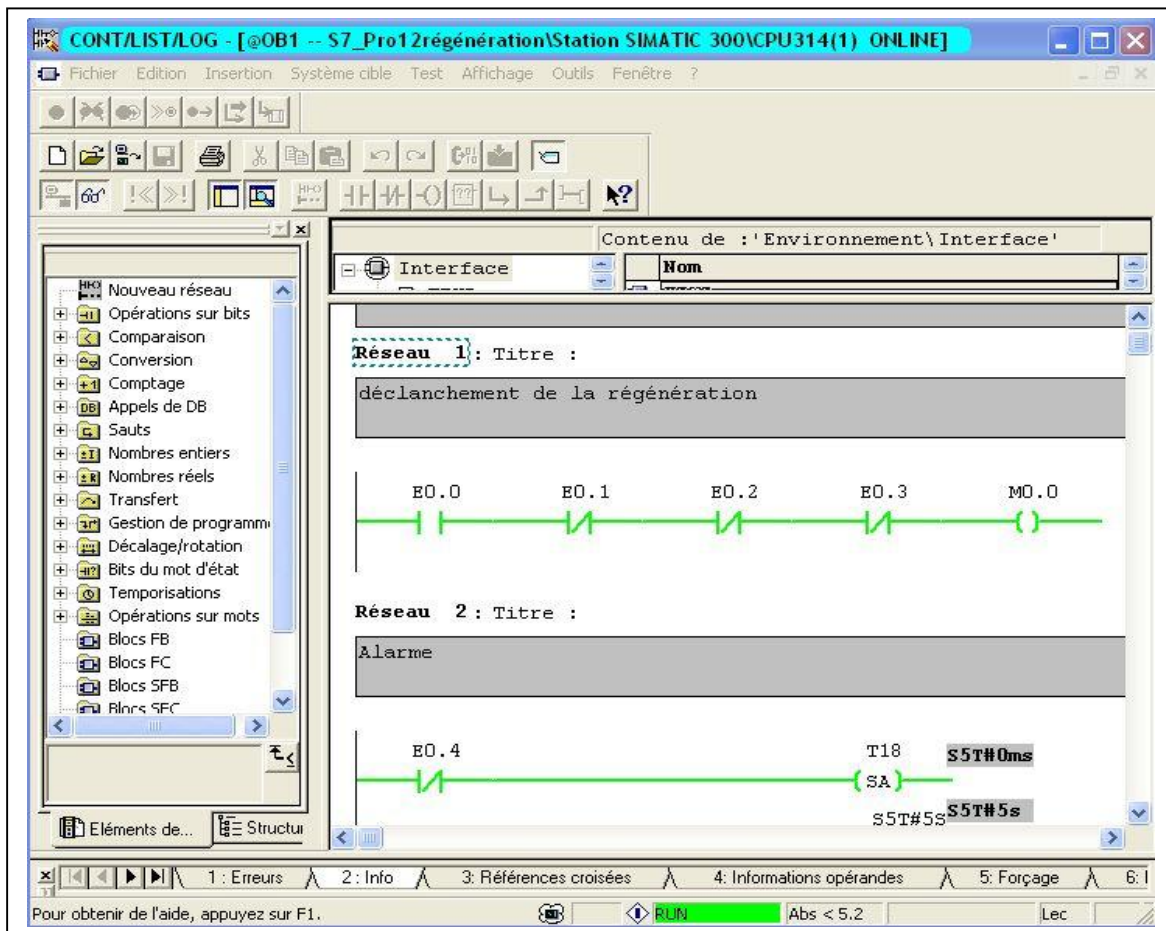 CONT/LIST/LOG - [@OB1 -- S7_Pro12régénération\Station SIMATIC 300\CPU314(1) ONLINE]
Fichier Edition Insertion Système cible Test Affichage Outils Fenêtre ?
Contenu de :'Environnement\Interface'
Interface
Nom
Nouveau réseau
Opérations sur bits
Comparaison
Conversion
Comptage
Appels de DB
Sauts
Nombres entiers
Nombres réels
Transfert
Gestion de programm
Décalage/rotation
Bits du mot d'état
Temporisations
Opérations sur mots
Blocs FB
Blocs FC
Blocs SFB
Blocs SFC
Eléments de... Structur
Réseau 1: Titre :
déclanchement de la régénération
E0.0 E0.1 E0.2 E0.3 M0.0
Réseau 2: Titre :
Alarme
E0.4 T18 S5T#0ms
SA
S5T#5S S5T#5s
1 : Erreurs 2 : Info 3: Références croisées 4: Informations opérandes 5: Forçage 6: I
Pour obtenir de l'aide, appuyez sur F1. RUN Abs < 5.2 Lec